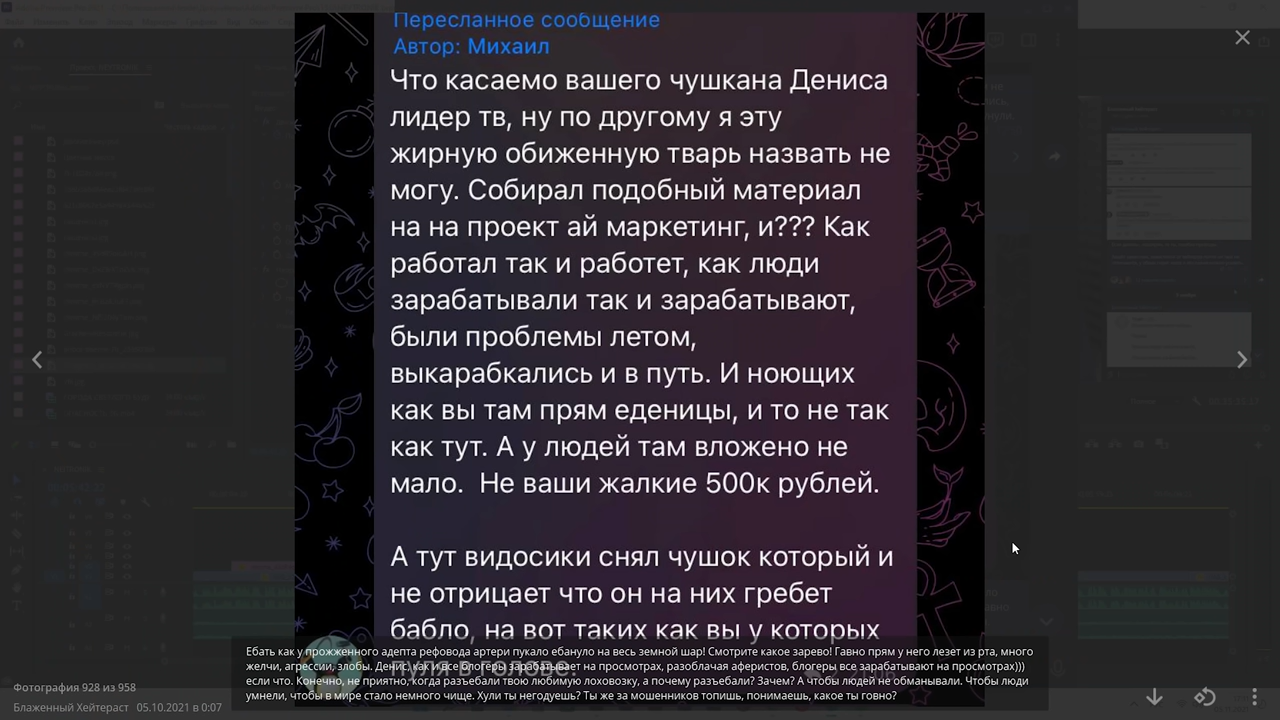 Пересланное сообщение
Автор: Михаил
Что касаемо вашего чушкана Дениса
лидер тв, ну по другому я эту
жирную обиженную тварь назвать не
могу. Собирал подобный материал
на на проект ай маркетинг, и??? Как
работал так и работет, как люди
зарабатывали так и зарабатывают,
были проблемы летом,
выкарабкались и в путь. И ноющих
как вы там прям еденицы, и то не так
как тут. А у людей там вложено не
мало. Не ваши жалкие 500к рублей.
А тут видосики снял чушок который и
не отрицает что он на них гребет
бабло, на вот таких как вы у которых
пуля в голове.
Ебать как у прожженного адепта рефовода артери пукало ебануло на весь земной шар! Смотрите какое зарево! Гавно прям у него лезет из рта, много
желчи, агрессии, злобы. Денис, как и все блогеры зарабатывает на просмотрах, разоблачая аферистов, блогеры все зарабатывают на просмотрах)))
если что. Конечно, не приятно, когда разъебали твою любимую лоховозку, а почему разъебали? Зачем? А чтобы людей не обманывали. Чтобы люди
умнели, чтобы в мире стало немного чище. Хули ты негодуешь? Ты же за мошенников топишь, понимаешь, какое ты говно?
Фотография 928 из 958
Блаженный Хейтераст 05.10.2021 в 0:07